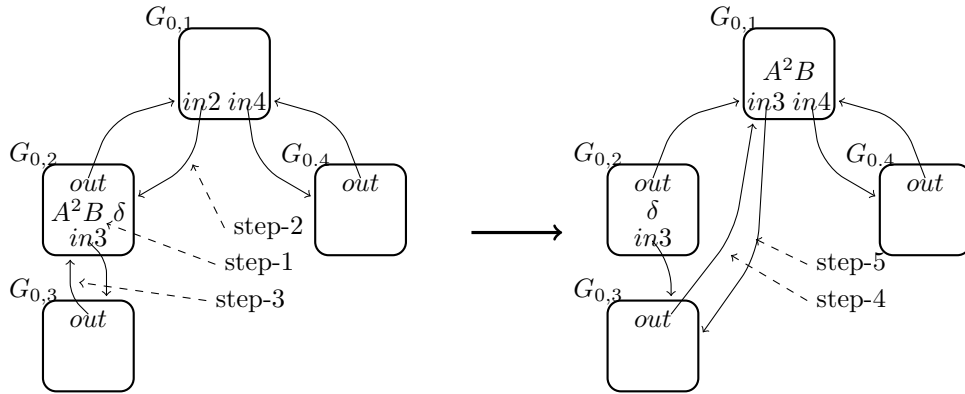 G_{0,1}
in2 in4
G_{0,2}
G_{0,4}
out
out
A^2B δ
in3
step-2
step-1
step-3
G_{0,3}
out
G_{0,1}
A^2B
in3 in4
G_{0,2}
G_{0,4}
out
out
δ
in3
step-5
step-4
G_{0,3}
out